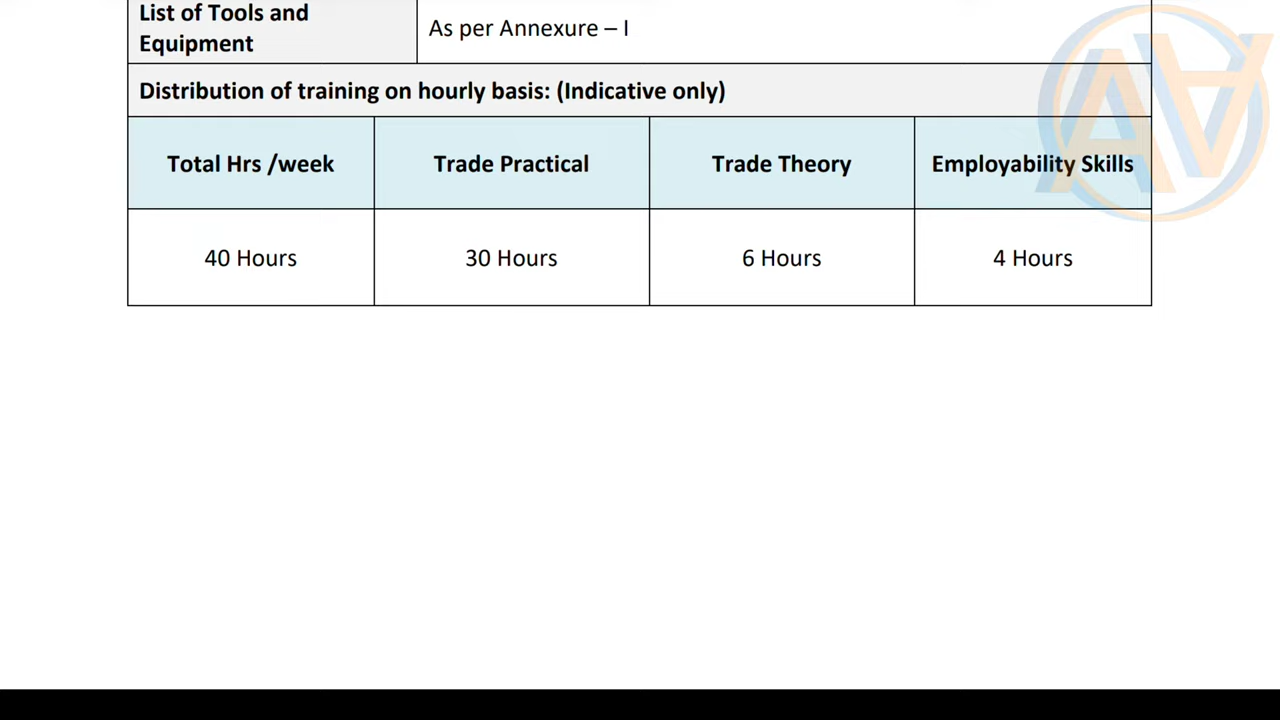 List of Tools and
Equipment
As per Annexure – I
Distribution of training on hourly basis: (Indicative only)
Total Hrs /week
Trade Practical
Trade Theory
Employability Skills
40 Hours
30 Hours
6 Hours
4 Hours